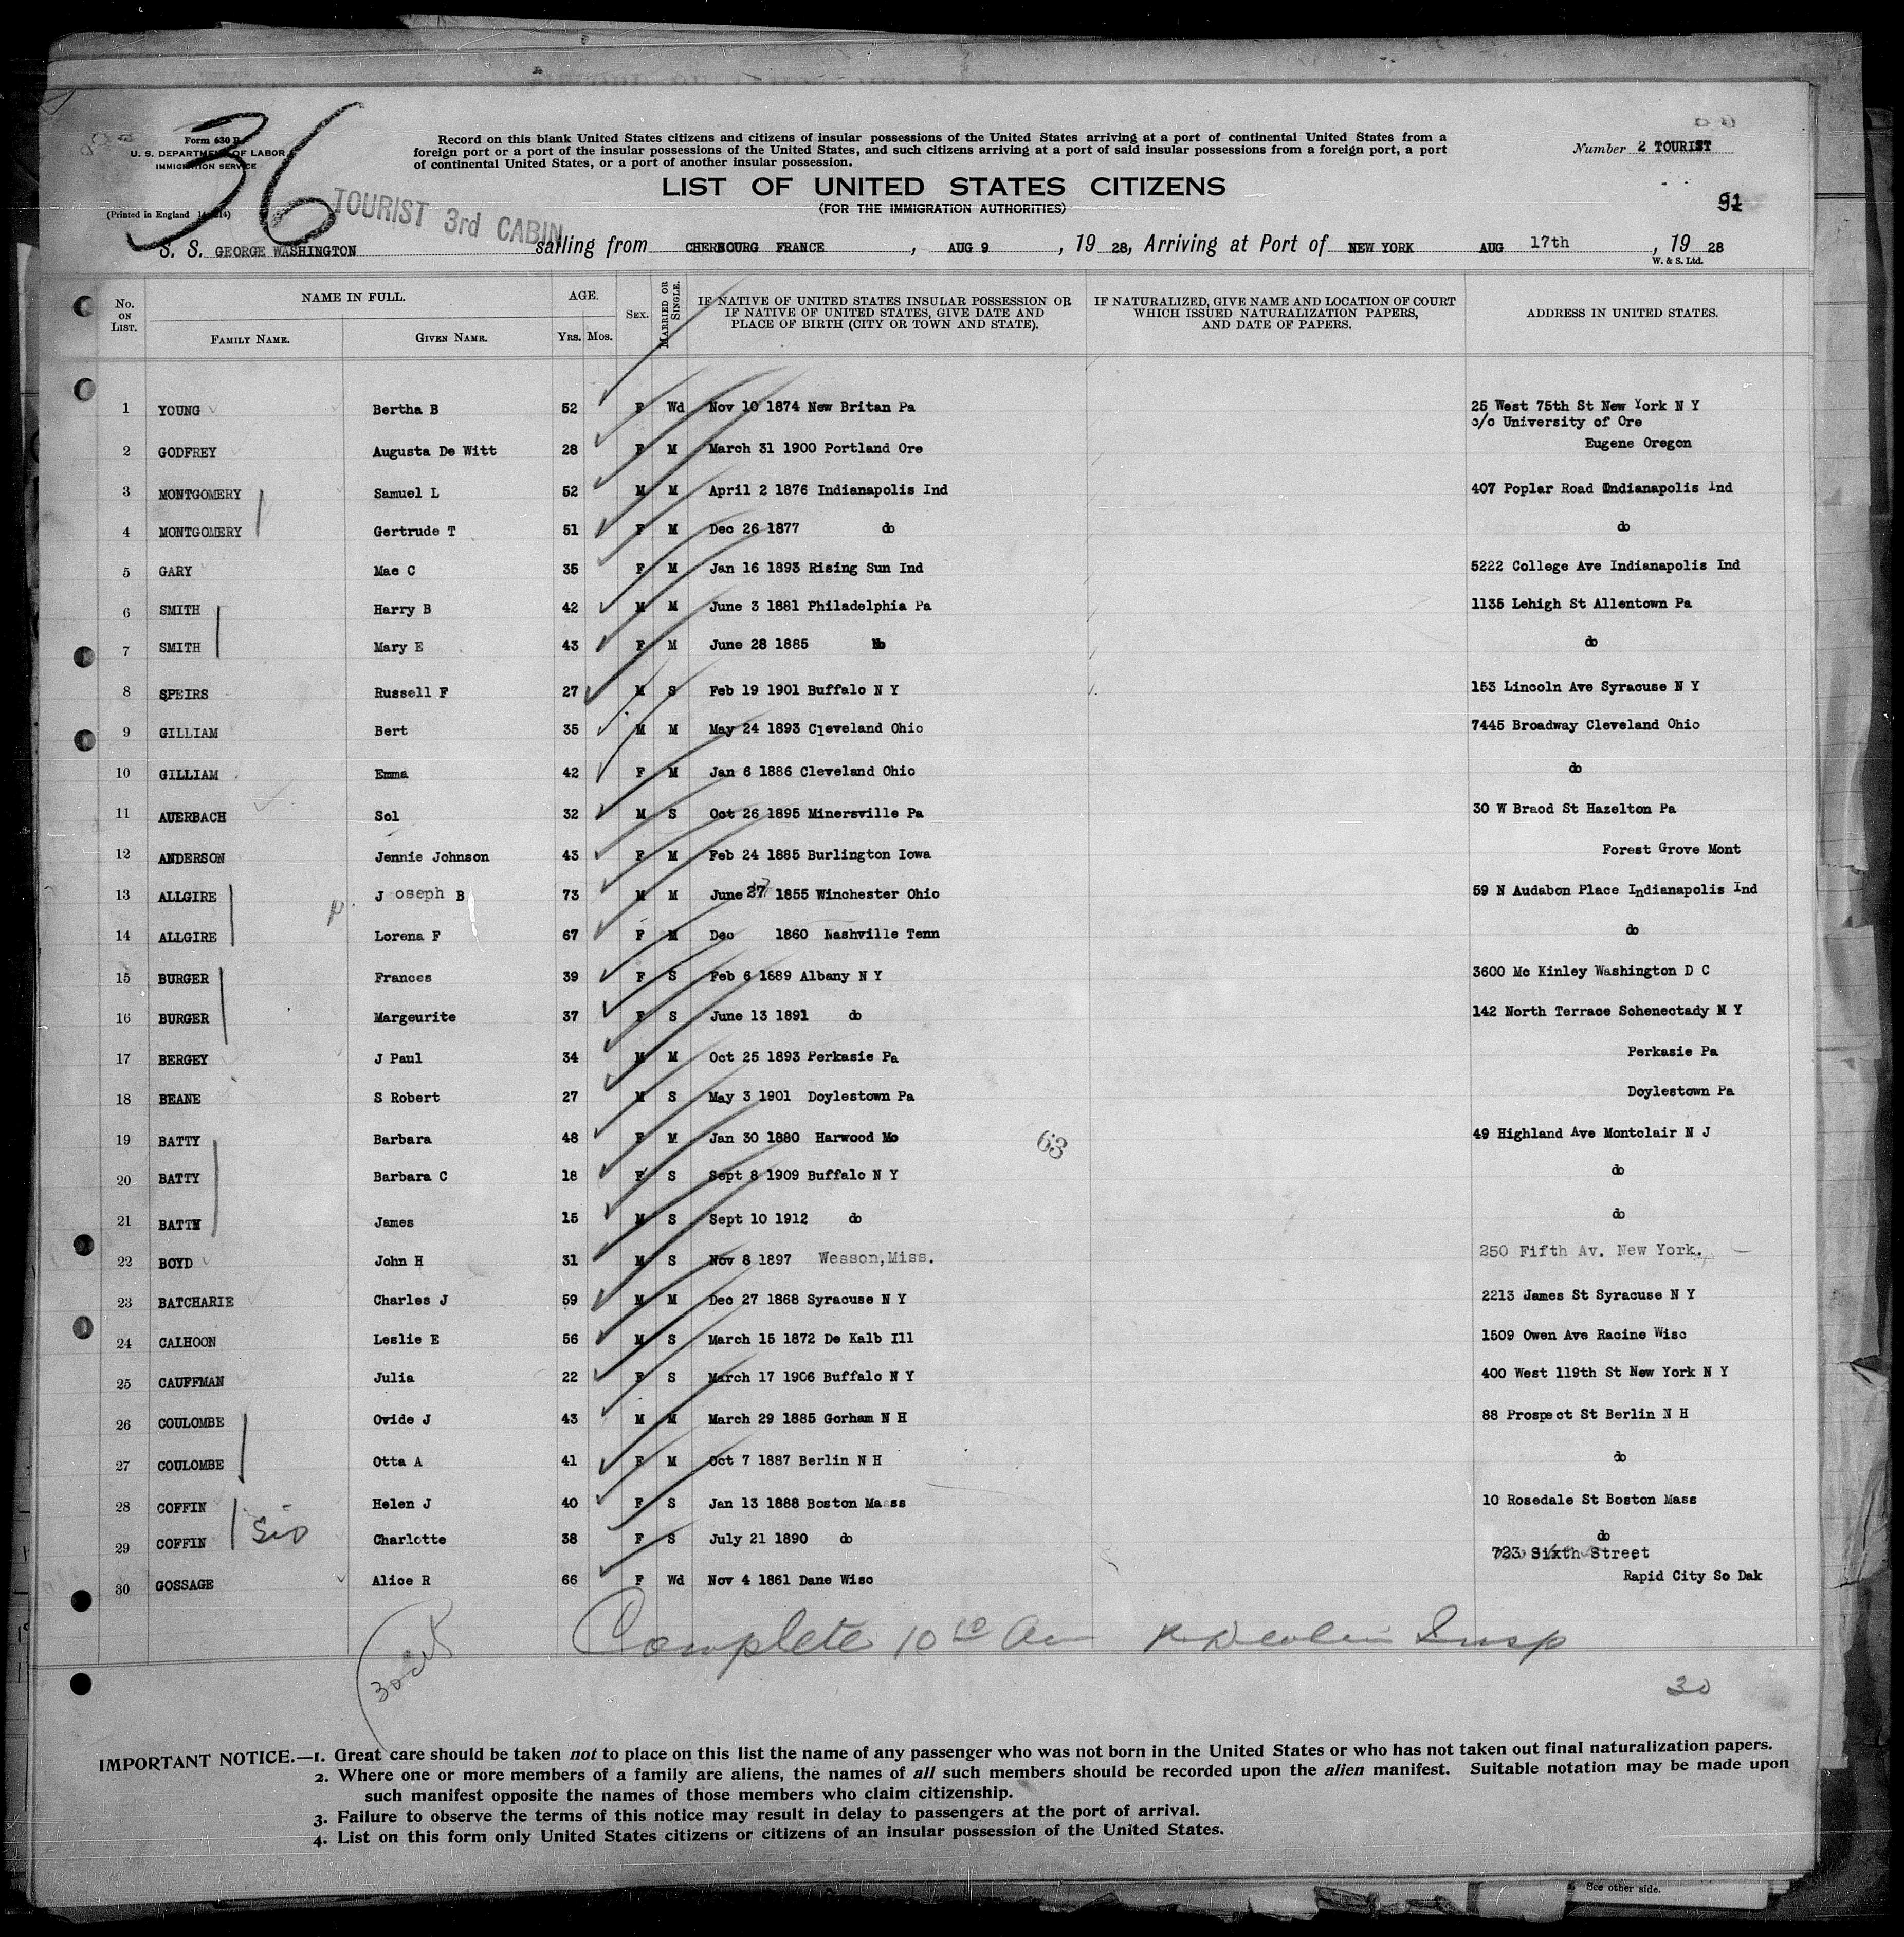 36
Form 630 B
U. S. DEPARTMENT OF LABOR
IMMIGRATION SERVICE
(Printed in England
Record on this blank United States citizens and citizens of insular possessions of the United States arriving at a port of continental United States from a
foreign port or a port of the insular possessions of the United States, and such citizens arriving at a port of said insular possessions from a foreign port, a port
of continental United States, or a port of another insular possession.
Number 2 TOURIST
LIST OF UNITED STATES CITIZENS
(FOR THE IMMIGRATION AUTHORITIES)
91
TOURIST 3rd CABIN
S. S. GEORGE WASHINGTON sailing from CHERBOURG FRANCE , AUG 9 , 19 28, Arriving at Port of NEW YORK AUG 17th , 19 28
W. & S. Ltd.
No. ON LIST. NAME IN FULL. FAMILY NAME. GIVEN NAME. AGE. YRS. MOS. SEX. MARRIED OR SINGLE. IF NATIVE OF UNITED STATES INSULAR POSSESSION OR IF NATIVE OF UNITED STATES, GIVE DATE AND PLACE OF BIRTH (CITY OR TOWN AND STATE). IF NATURALIZED, GIVE NAME AND LOCATION OF COURT WHICH ISSUED NATURALIZATION PAPERS, AND DATE OF PAPERS. ADDRESS IN UNITED STATES.
1 YOUNG Bertha B 52 F Wd Nov 10 1874 New Britan Pa 25 West 75th St New York N Y
c/o University of Ore
2 GODFREY Augusta De Witt 28 F M March 31 1900 Portland Ore Eugene Oregon
3 MONTGOMERY Samuel L 52 M M April 2 1876 Indianapolis Ind 407 Poplar Road Indianapolis Ind
4 MONTGOMERY Gertrude T 51 F M Dec 26 1877 do do
5 GARY Mae C 35 F M Jan 16 1893 Rising Sun Ind 5222 College Ave Indianapolis Ind
6 SMITH Harry B 42 M M June 3 1881 Philadelphia Pa 1135 Lehigh St Allentown Pa
7 SMITH Mary E 43 F M June 28 1885 do do
8 SPEIRS Russell F 27 M S Feb 19 1901 Buffalo N Y 153 Lincoln Ave Syracuse N Y
9 GILLIAM Bert 35 M M May 24 1893 Cleveland Ohio 7445 Broadway Cleveland Ohio
10 GILLIAM Emma 42 F M Jan 6 1886 Cleveland Ohio do
11 AUERBACH Sol 32 M S Oct 26 1895 Minersville Pa 30 W Braod St Hazelton Pa
12 ANDERSON Jennie Johnson 43 F M Feb 24 1885 Burlington Iowa Forest Grove Mont
13 ALLGIRE J oseph B 73 M M June 27 1855 Winchester Ohio 59 N Audabon Place Indianapolis Ind
14 ALLGIRE Lorena F 67 F M Dec 1860 Nashville Tenn do
15 BURGER Frances 39 F S Feb 6 1889 Albany N Y 3600 Mc Kinley Washington D C
16 BURGER Margeurite 37 F S June 13 1891 do 142 North Terrace Schenectady N Y
17 BERGEY J Paul 34 M M Oct 25 1893 Perkasie Pa Perkasie Pa
18 BEANE S Robert 27 M S May 3 1901 Doylestown Pa Doylestown Pa
19 BATTY Barbara 48 F M Jan 30 1880 Harwood Mo 63 49 Highland Ave Montclair N J
20 BATTY Barbara C 18 F S Sept 8 1909 Buffalo N Y do
21 BATTY James 15 M S Sept 10 1912 do do
22 BOYD John H 31 M S Nov 8 1897 Wesson, Miss. 250 Fifth Av. New York.
23 BATCHARIE Charles J 59 M M Dec 27 1868 Syracuse N Y 2213 James St Syracuse N Y
24 CALHOON Leslie E 56 M S March 15 1872 De Kalb Ill 1509 Owen Ave Racine Wisc
25 CAUFFMAN Julia 22 F S March 17 1906 Buffalo N Y 400 West 119th St New York N Y
26 COULOMBE Ovide J 43 M M March 29 1885 Gorham N H 88 Prospect St Berlin N H
27 COULOMBE Otta A 41 F M Oct 7 1887 Berlin N H do
28 COFFIN Helen J 40 F S Jan 13 1888 Boston Mass 10 Rosedale St Boston Mass
29 COFFIN Sis Charlotte 38 F S July 21 1890 do do
723 Sixth Street
30 GOSSAGE Alice R 66 F Wd Nov 4 1861 Dane Wisc Rapid City So Dak
Complete 10 Insp
30
IMPORTANT NOTICE.—1. Great care should be taken not to place on this list the name of any passenger who was not born in the United States or who has not taken out final naturalization papers.
2. Where one or more members of a family are aliens, the names of all such members should be recorded upon the alien manifest. Suitable notation may be made upon
such manifest opposite the names of those members who claim citizenship.
3. Failure to observe the terms of this notice may result in delay to passengers at the port of arrival.
4. List on this form only United States citizens or citizens of an insular possession of the United States.
See other side.